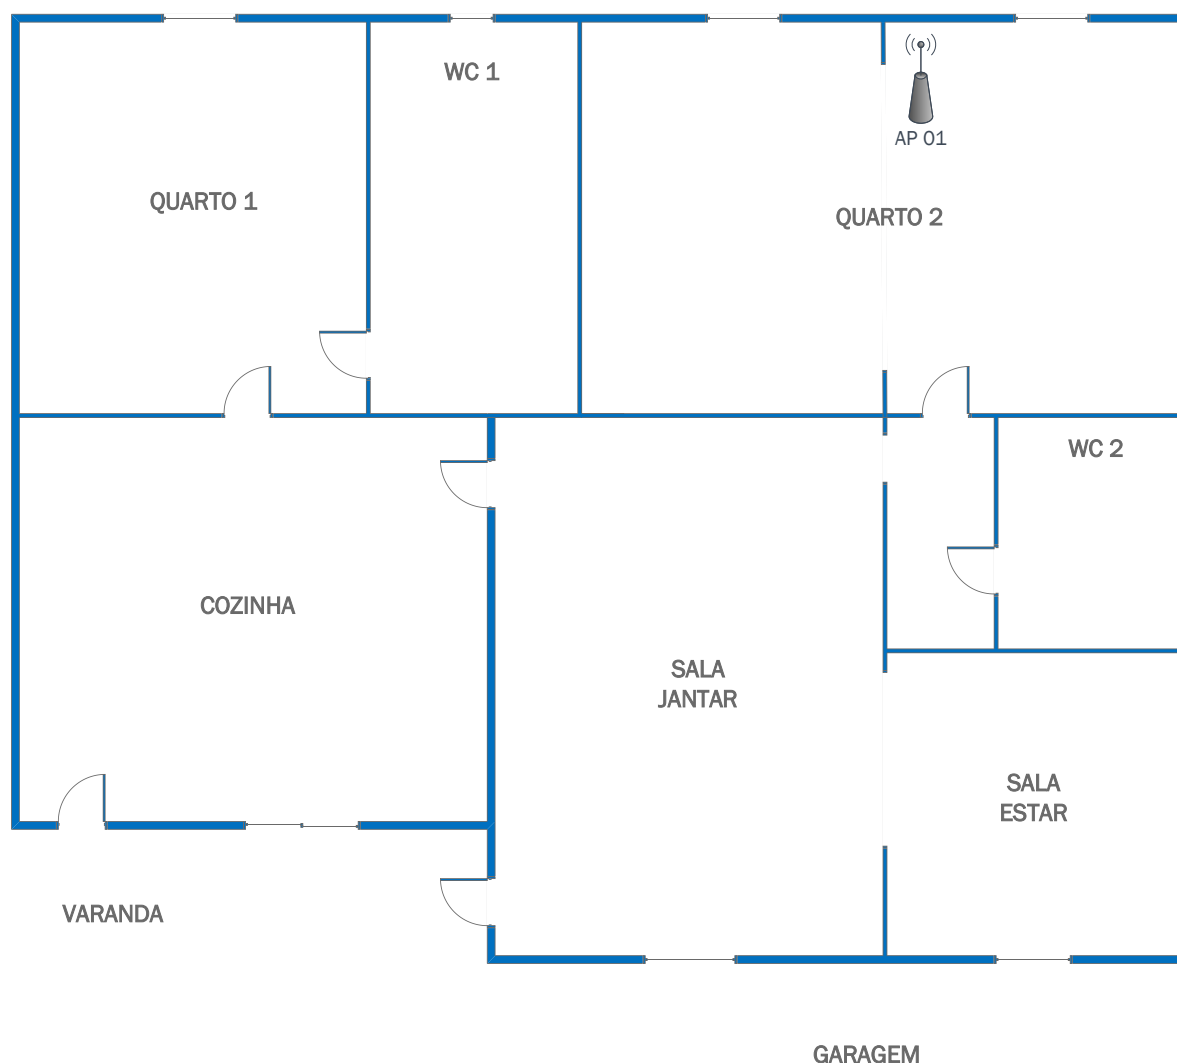 WC 1
AP 01
QUARTO 1
QUARTO 2
WC 2
COZINHA
SALA
JANTAR
SALA
ESTAR
VARANDA
GARAGEM